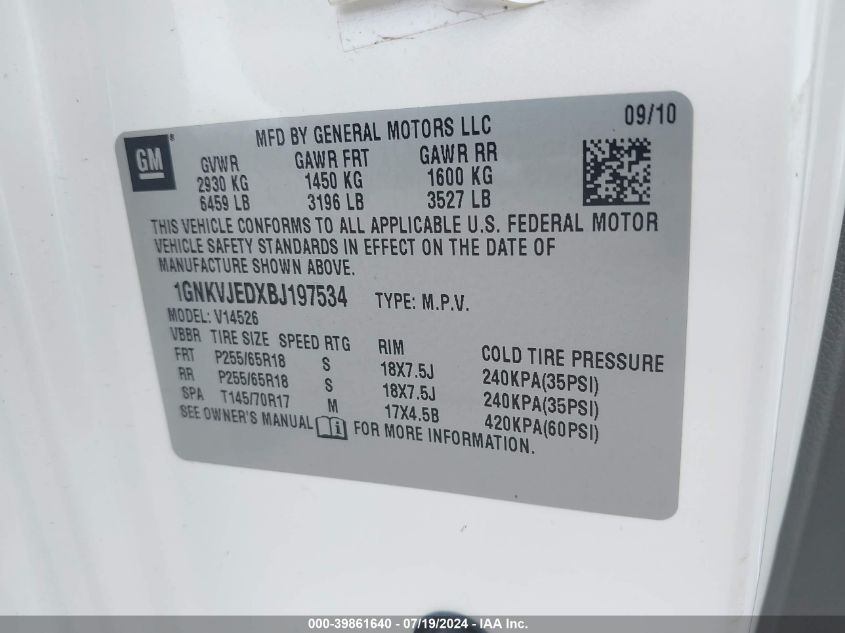 09/10
GM®
MFD BY GENERAL MOTORS LLC
GVWR GAWR FRT GAWR RR
2930 KG 1450 KG 1600 KG
6459 LB 3196 LB 3527 LB
THIS VEHICLE CONFORMS TO ALL APPLICABLE U.S. FEDERAL MOTOR
VEHICLE SAFETY STANDARDS IN EFFECT ON THE DATE OF
MANUFACTURE SHOWN ABOVE.
1GNKVJEDXBJ197534 TYPE: M.P.V.
MODEL: V14526
VBBR TIRE SIZE SPEED RTG RIM COLD TIRE PRESSURE
FRT P255/65R18 S 18X7.5J 240KPA(35PSI)
RR P255/65R18 S 18X7.5J 240KPA(35PSI)
SPA T145/70R17 M 17X4.5B 420KPA(60PSI)
SEE OWNER'S MANUAL FOR MORE INFORMATION.
000-39861640 - 07/19/2024 - IAA Inc.